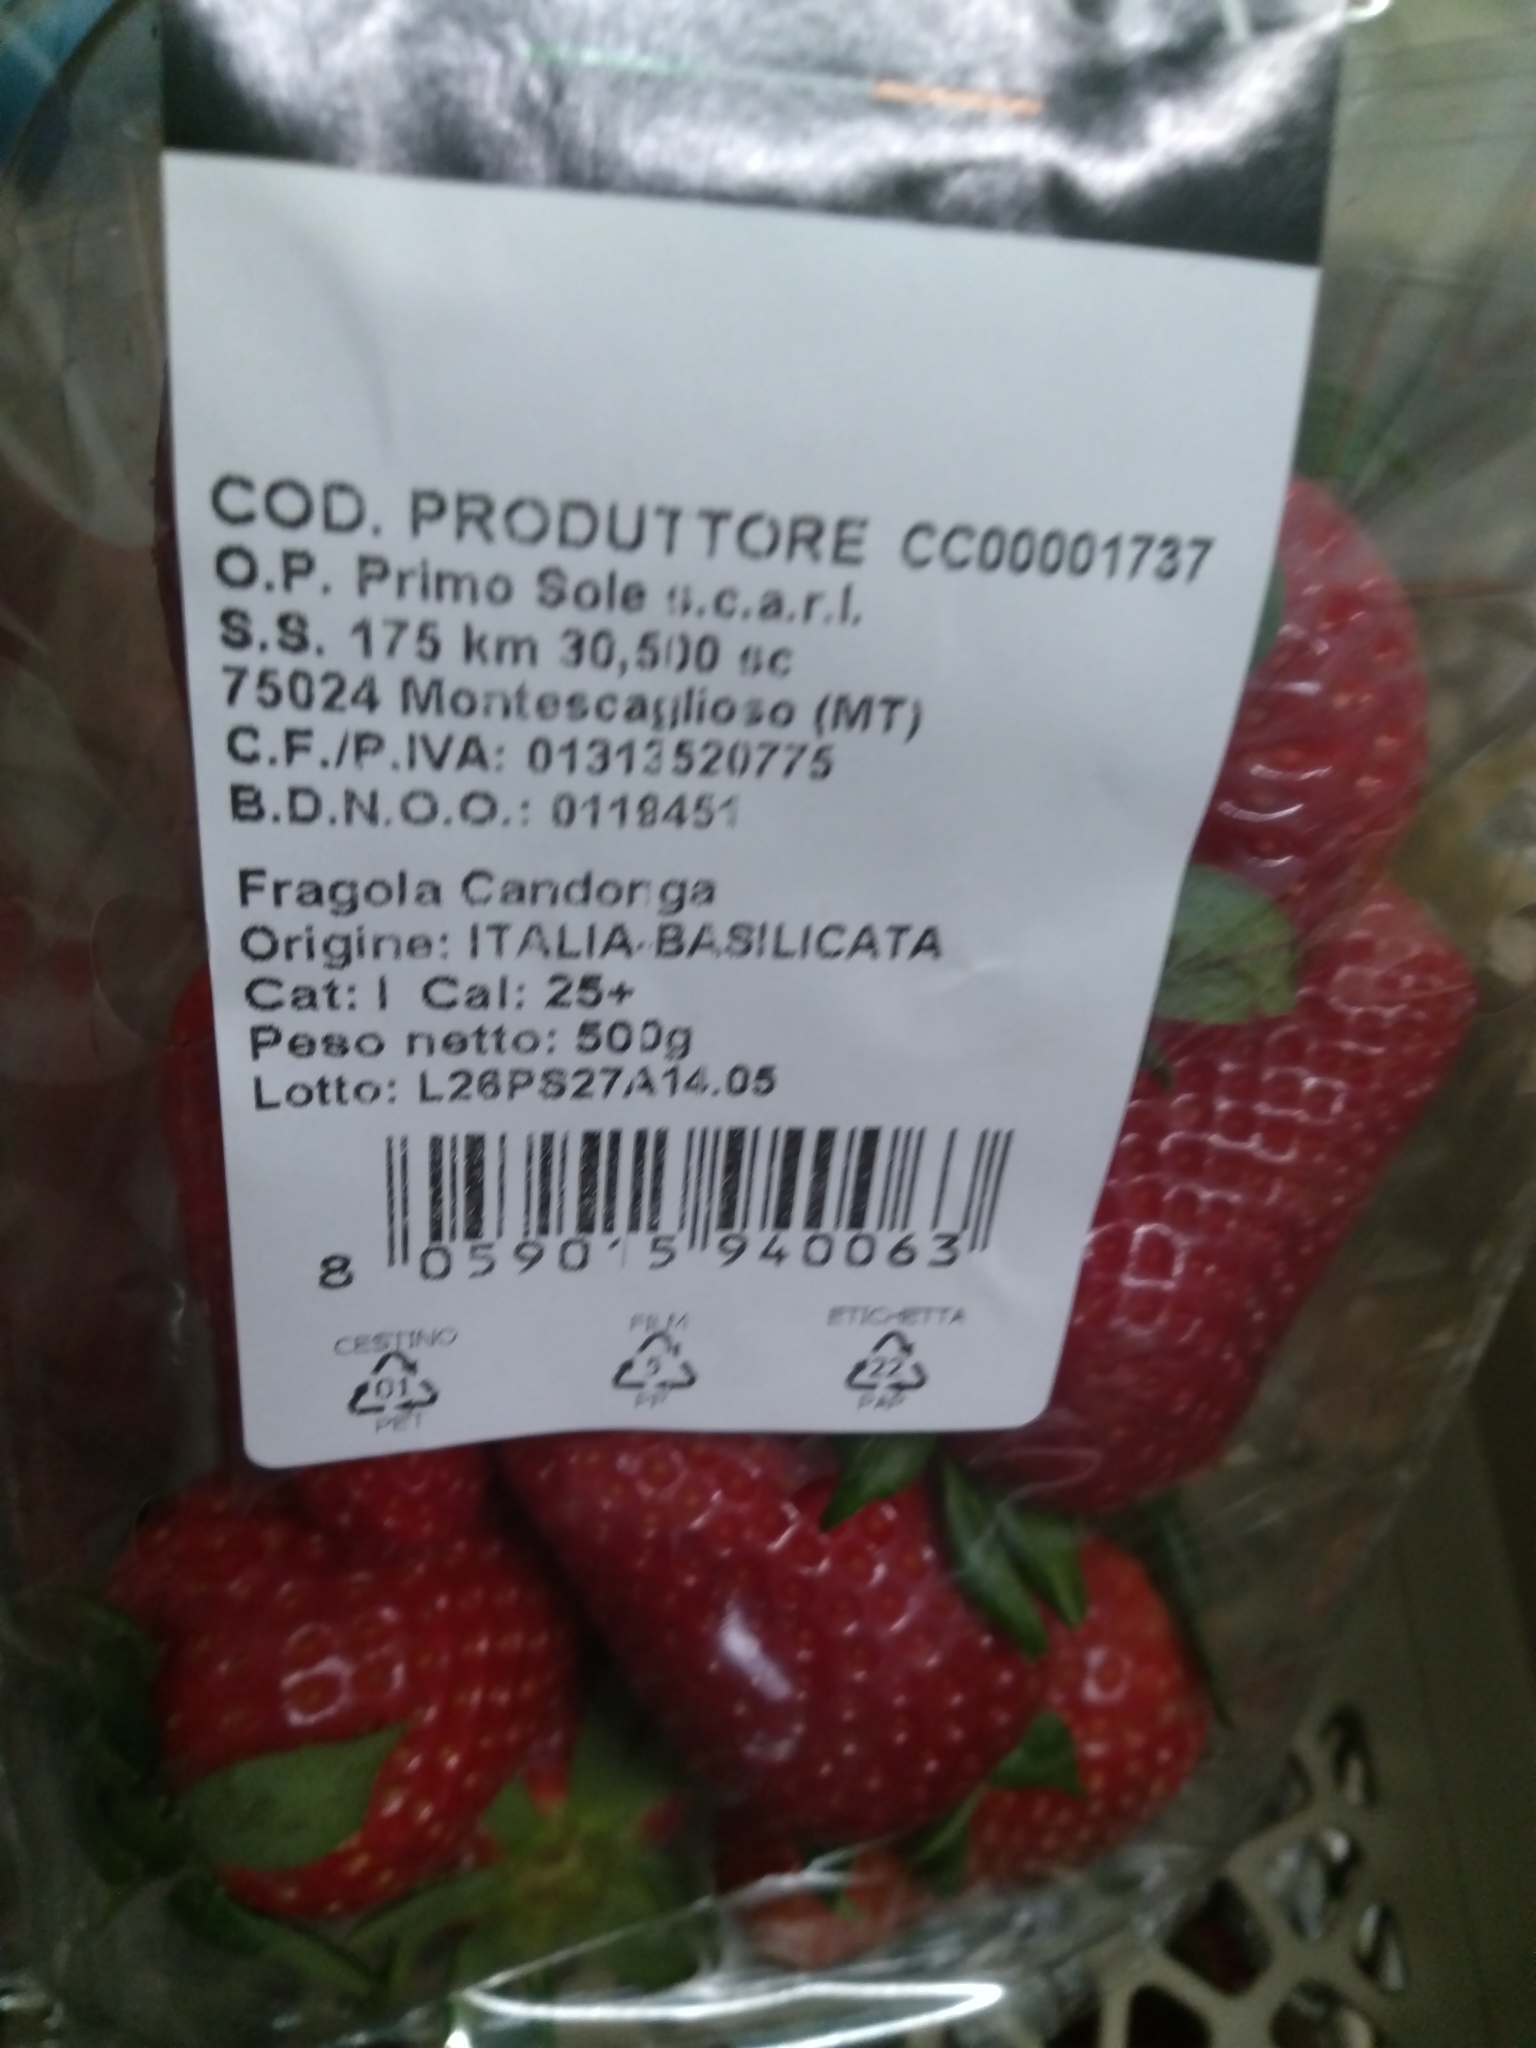 COD. PRODUTTORE CC00001737
O.P. Primo Sole s.c.a.r.l.
S.S. 175 km 30,500 sc
75024 Montescaglioso (MT)
C.F./P.IVA: 01313520775
B.D.N.O.O.: 0118451
Fragola Candonga
Origine: ITALIA-BASILICATA
Cat: I Cal: 25+
Peso netto: 500g
Lotto: L26PS27A14.05
8 059015 940063
CESTINO FILM ETICHETTA
01 5 22
PET PP PAP